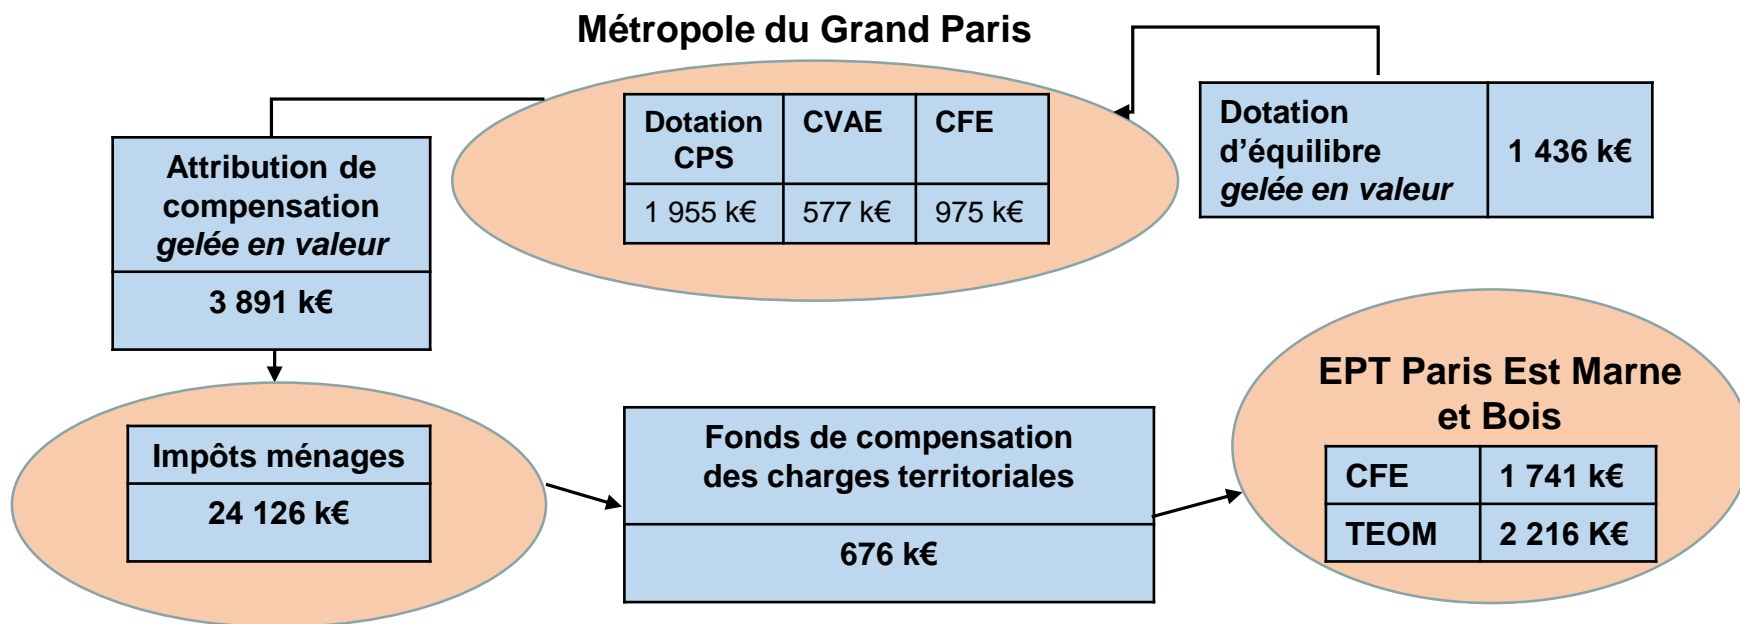 Métropole du Grand Paris
Dotation CVAE CFE
CPS
1 955 k€ 577 k€ 975 k€
Dotation
d’équilibre
gelée en valeur
1 436 k€
Attribution de
compensation
gelée en valeur
3 891 k€
Impôts ménages
24 126 k€
Fonds de compensation
des charges territoriales
676 k€
EPT Paris Est Marne
et Bois
CFE 1 741 k€
TEOM 2 216 K€